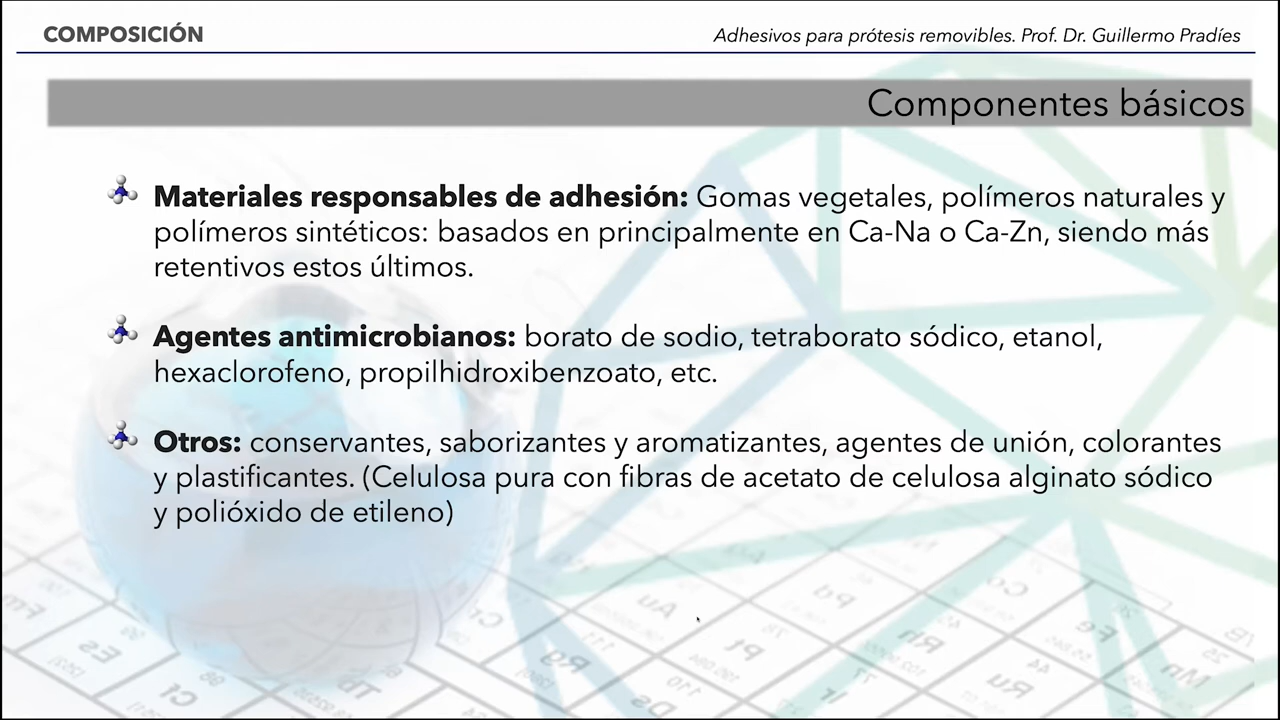 COMPOSICIÓN
Adhesivos para prótesis removibles. Prof. Dr. Guillermo Pradíes
Componentes básicos
Materiales responsables de adhesión: Gomas vegetales, polímeros naturales y
polímeros sintéticos: basados en principalmente en Ca-Na o Ca-Zn, siendo más
retentivos estos últimos.
Agentes antimicrobianos: borato de sodio, tetraborato sódico, etanol,
hexaclorofeno, propilhidroxibenzoato, etc.
Otros: conservantes, saborizantes y aromatizantes, agentes de unión, colorantes
y plastificantes. (Celulosa pura con fibras de acetato de celulosa alginato sódico
y polióxido de etileno)